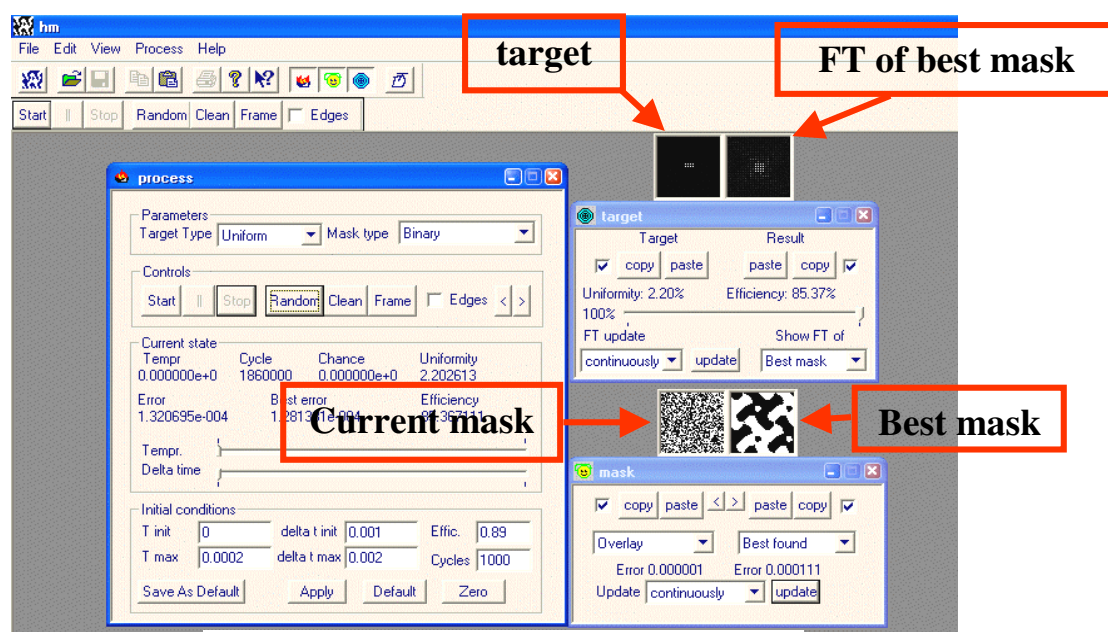 hm
target
FT of best mask
File Edit View Process Help
Start || Stop Random Clean Frame Edges
process
Parameters
Target Type Uniform Mask type Binary
Controls
Start || Stop Random Clean Frame Edges < >
Current state
Tempr Cycle Chance Uniformity
0.000000e+0 1860000 0.000000e+0 2.202613
Error Best error Efficiency
1.320695e-004
Tempr.
Delta time
Initial conditions
T init 0 delta t init 0.001 Effic. 0.89
T max 0.0002 delta t max 0.002 Cycles 1000
Save As Default Apply Default Zero
target
Target Result
copy paste paste copy
Uniformity: 2.20% Efficiency: 85.37%
100%
FT update Show FT of
continuously update Best mask
Current mask
Best mask
mask
copy paste < > paste copy
Overlay Best found
Error 0.000001 Error 0.000111
Update continuously update